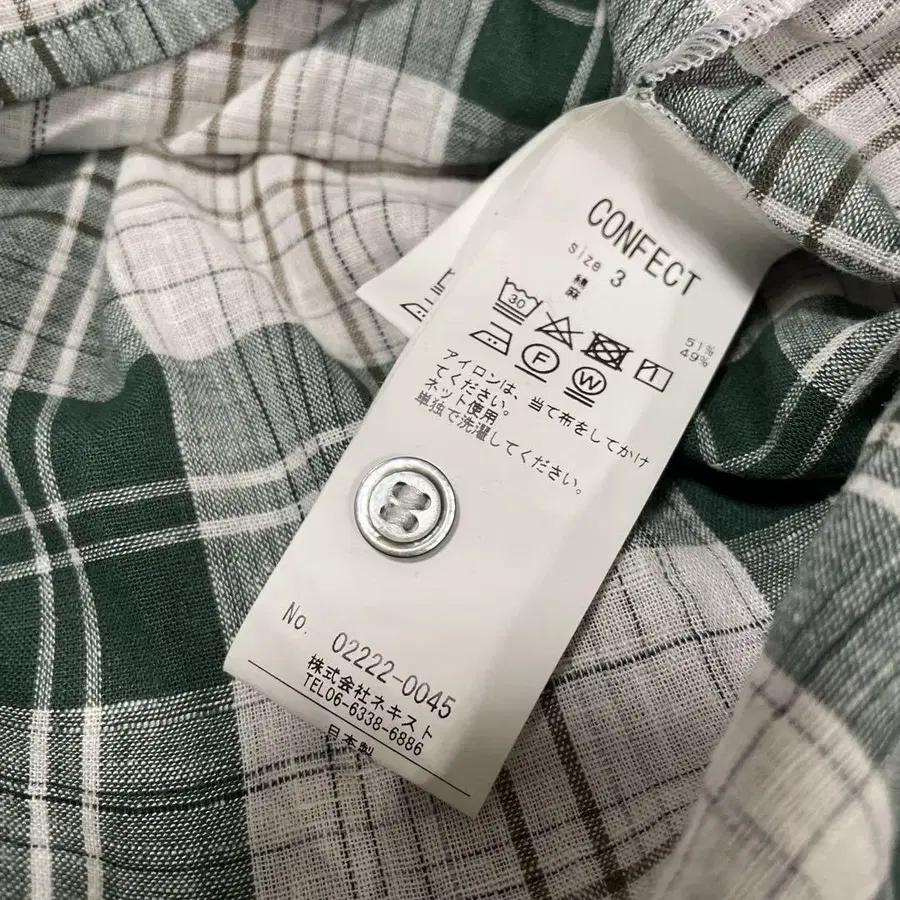 CONFECT
size 3
綿 51%
麻 49%
30
F W
アイロンは、当て布をしてかけ
てください。
ネット使用
単独で洗濯してください。
No. 02222-0045
株式会社ネキスト
TEL06-6338-6886
日本製